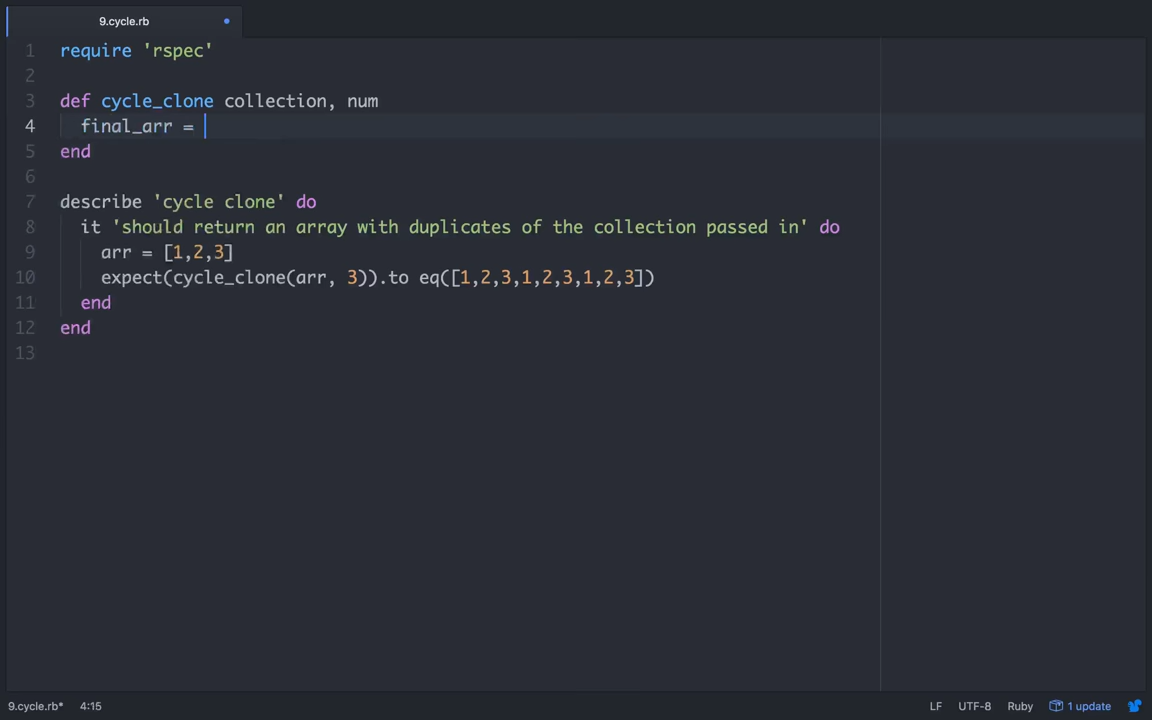 9.cycle.rb
1 require 'rspec'
2
3 def cycle_clone collection, num
4 final_arr =
5 end
6
7 describe 'cycle clone' do
8 it 'should return an array with duplicates of the collection passed in' do
9 arr = [1,2,3]
10 expect(cycle_clone(arr, 3)).to eq([1,2,3,1,2,3,1,2,3])
11 end
12 end
13
9.cycle.rb* 4:15 LF UTF-8 Ruby 1 update